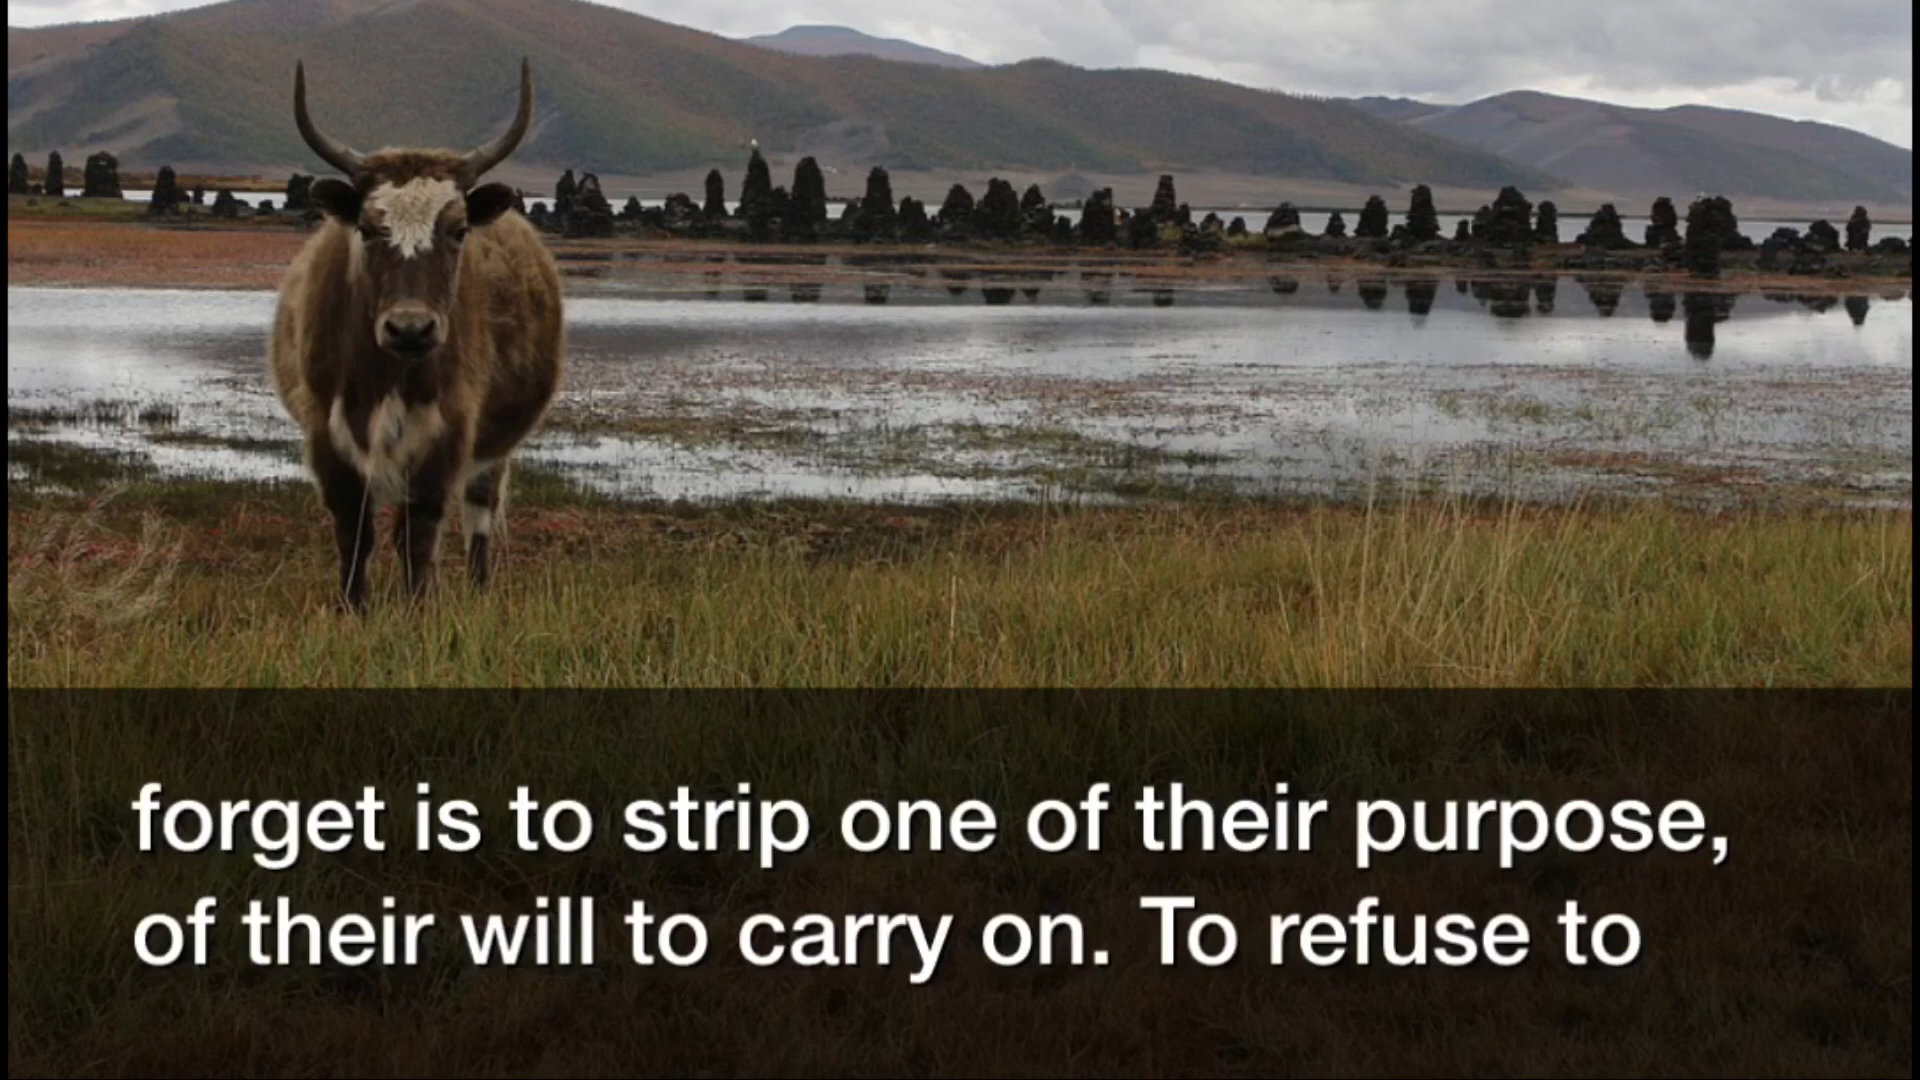 forget is to strip one of their purpose,
of their will to carry on. To refuse to